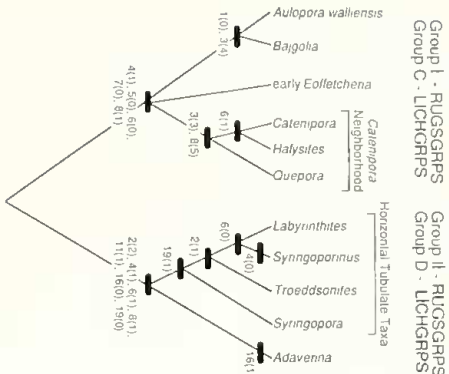 Group I - RUGSGRPS
Group C - LICHGRPS
Aulopora walliensis
Bajgolia
early Eofletcheria
Catenipora
Halysites
Quepora
Catenipora
Neighborhood
1(0), 3(4)
6(1)
3(3), 8(5)
4(1), 5(0), 6(0),
7(0), 8(1)
Group II - RUGSGRPS
Group D - LICHGRPS
Labyrinthites
Syringoporinus
Troedssonites
Syringopora
Adaverina
Horizontal Tubulate Taxa
6(0)
4(0)
2(1)
19(1)
16(1
2(2), 4(1), 6(1), 8(1),
11(1), 16(0), 19(0)